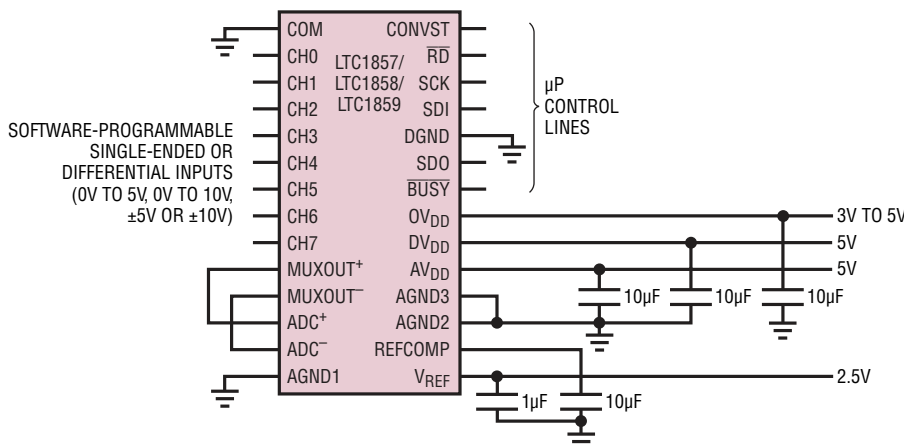 COM
CH0
CH1
CH2
CH3
CH4
CH5
CH6
CH7
MUXOUT+
MUXOUT–
ADC+
ADC–
AGND1
LTC1857/
LTC1858/
LTC1859
CONVST
RD
SCK
SDI
DGND
SDO
BUSY
OVDD
DVDD
AVDD
AGND3
AGND2
REFCOMP
VREF
SOFTWARE-PROGRAMMABLE
SINGLE-ENDED OR
DIFFERENTIAL INPUTS
(0V TO 5V, 0V TO 10V,
±5V OR ±10V)
µP
CONTROL
LINES
3V TO 5V
5V
5V
10µF
10µF
10µF
2.5V
1µF
10µF